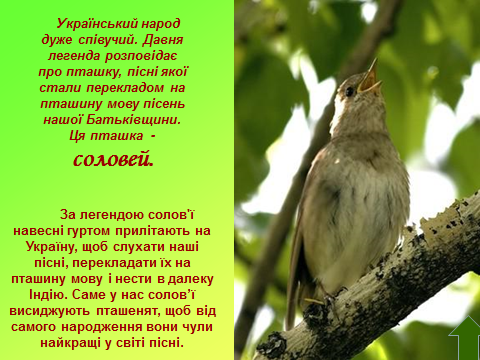 Український народ
дуже співучий. Давня
легенда розповідає
про пташку, пісні якої
стали перекладом на
пташину мову пісень
нашої Батьківщини.
Ця пташка -
соловей.
За легендою солов'ї
навесні гуртом прилітають на
Україну, щоб слухати наші
пісні, перекладати їх на
пташину мову і нести в далеку
Індію. Саме у нас солов’ї
висиджують пташенят, щоб від
самого народження вони чули
найкращі у світі пісні.